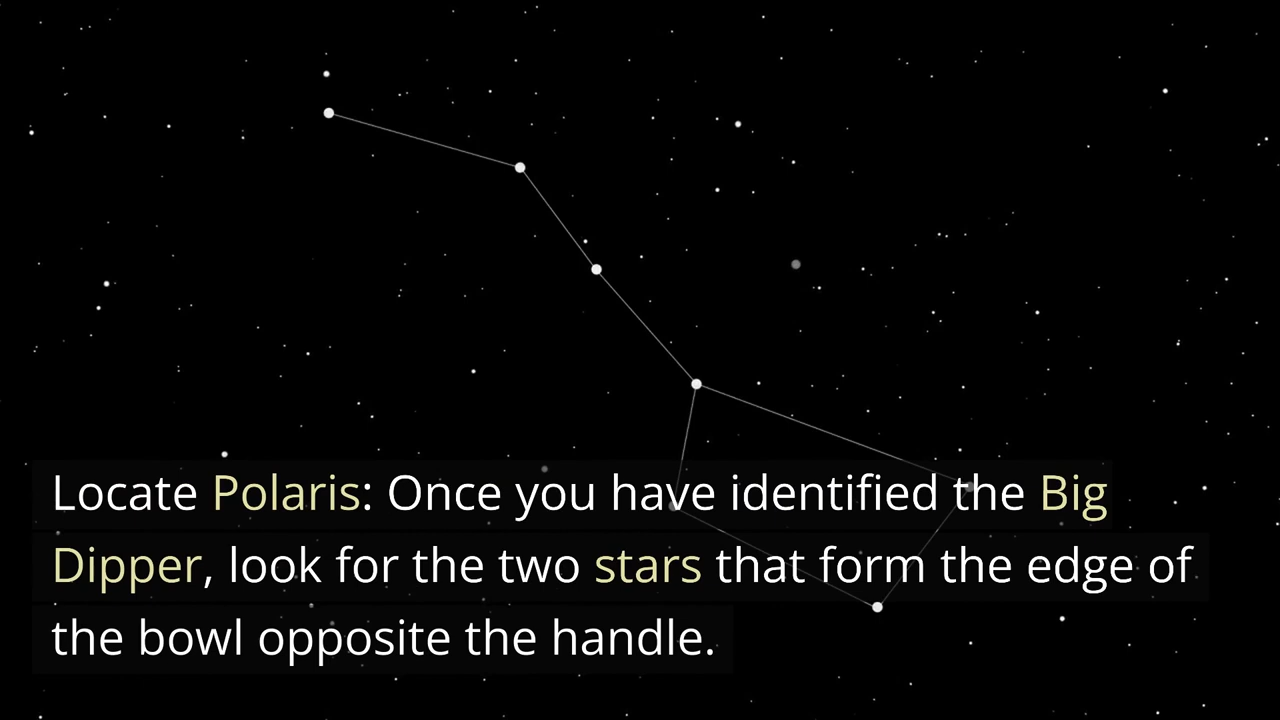 Locate Polaris: Once you have identified the Big
Dipper, look for the two stars that form the edge of
the bowl opposite the handle.